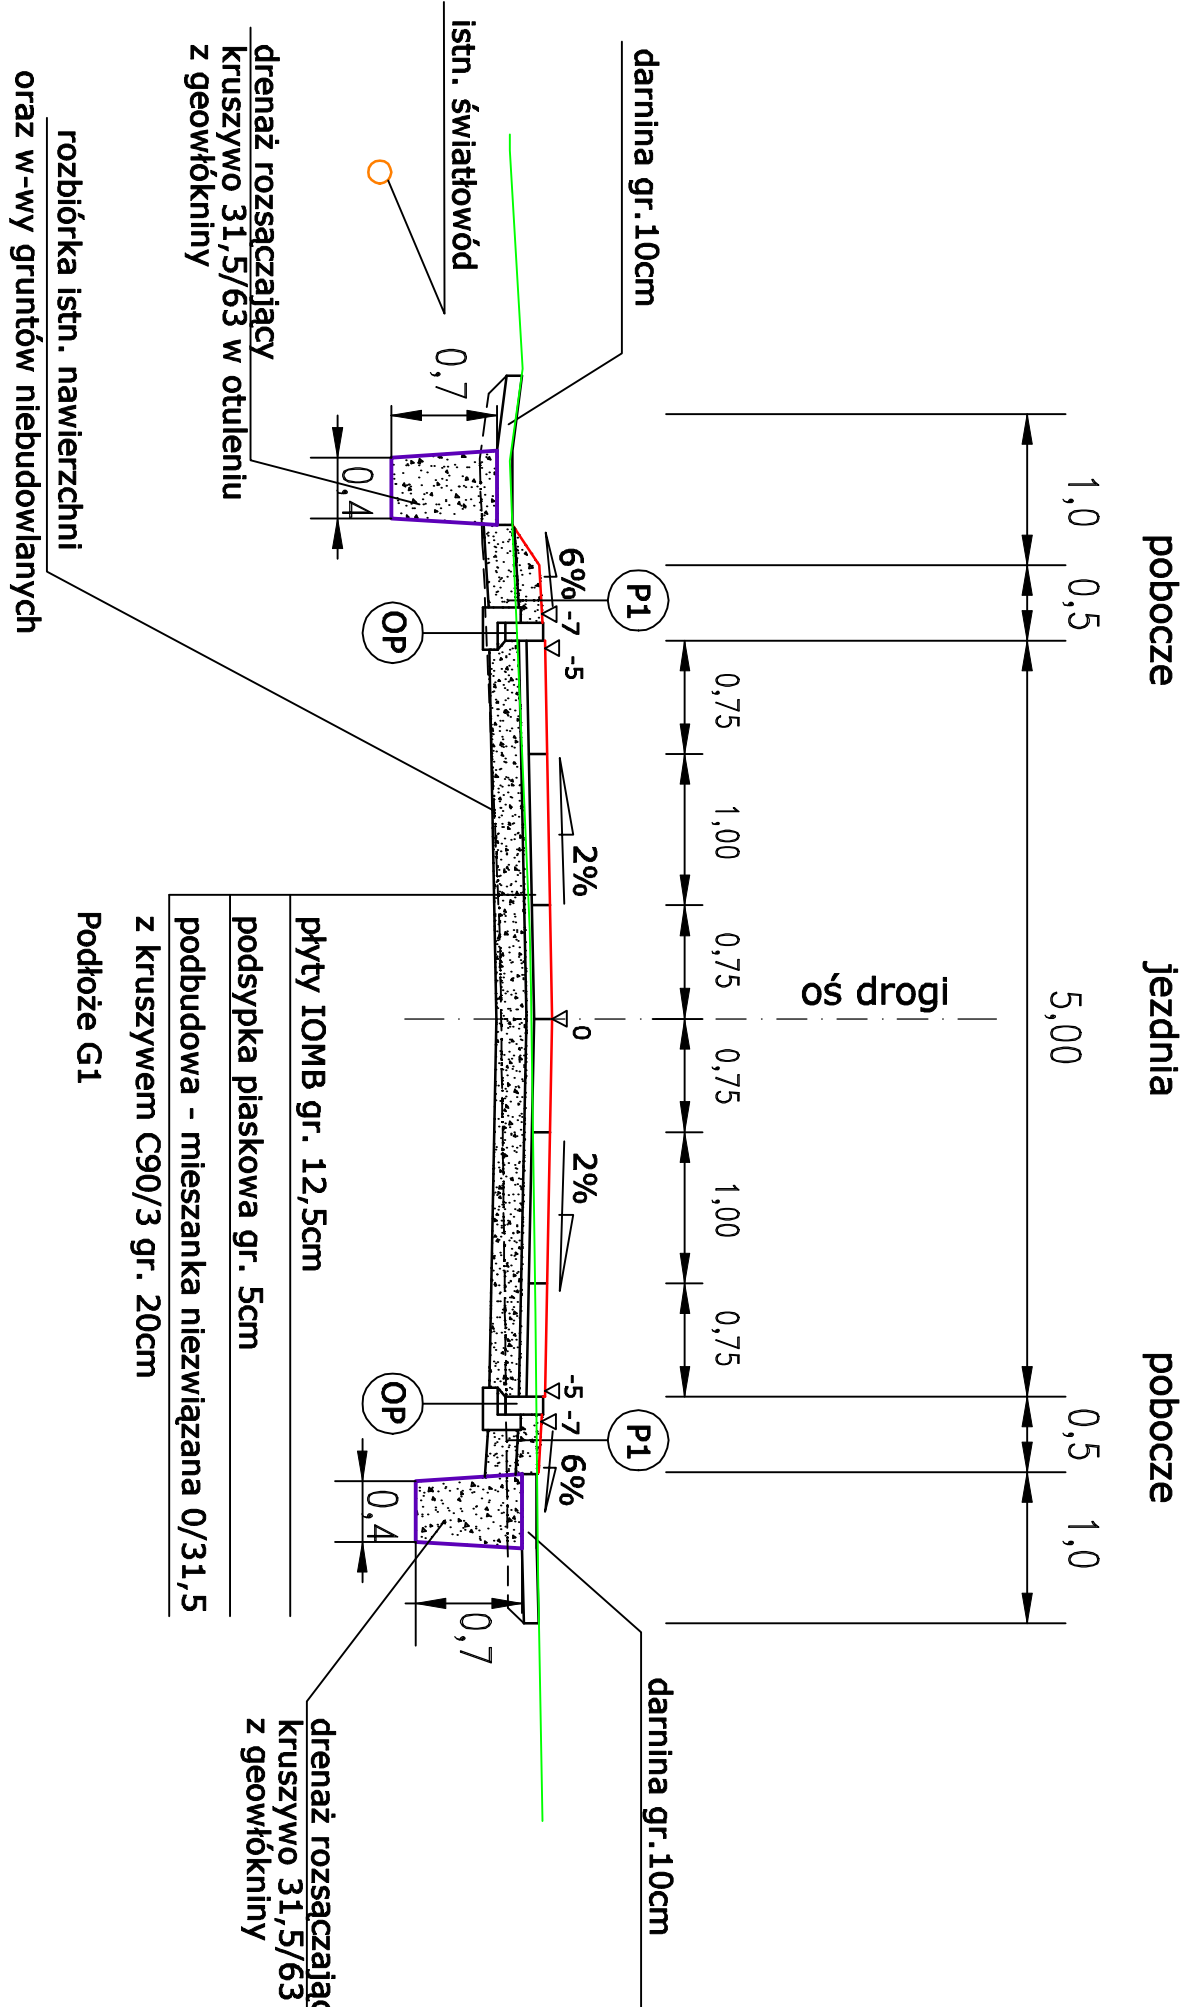 pobocze
jezdnia
pobocze
1,0
0,5
5,00
0,5
1,0
oś drogi
0,75
1,00
0,75
0,75
1,00
0,75
darnina gr.10cm
P1
P1
darnina gr.10cm
6%
-7
-5
2%
0
2%
-5
-7
6%
istn. światłowód
0,7
0,4
OP
OP
0,4
0,7
drenaż rozsączający
kruszywo 31,5/63 w otuleniu
z geowłókniny
płyty IOMB gr. 12,5cm
podsypka piaskowa gr. 5cm
podbudowa - mieszanka niezwiązana 0/31,5
z kruszywem C90/3 gr. 20cm
Podłoże G1
drenaż
kruszywo 31,5/63
z geowłókniny
rozbiórka istn. nawierzchni
oraz w-wy gruntów niebudowlanych